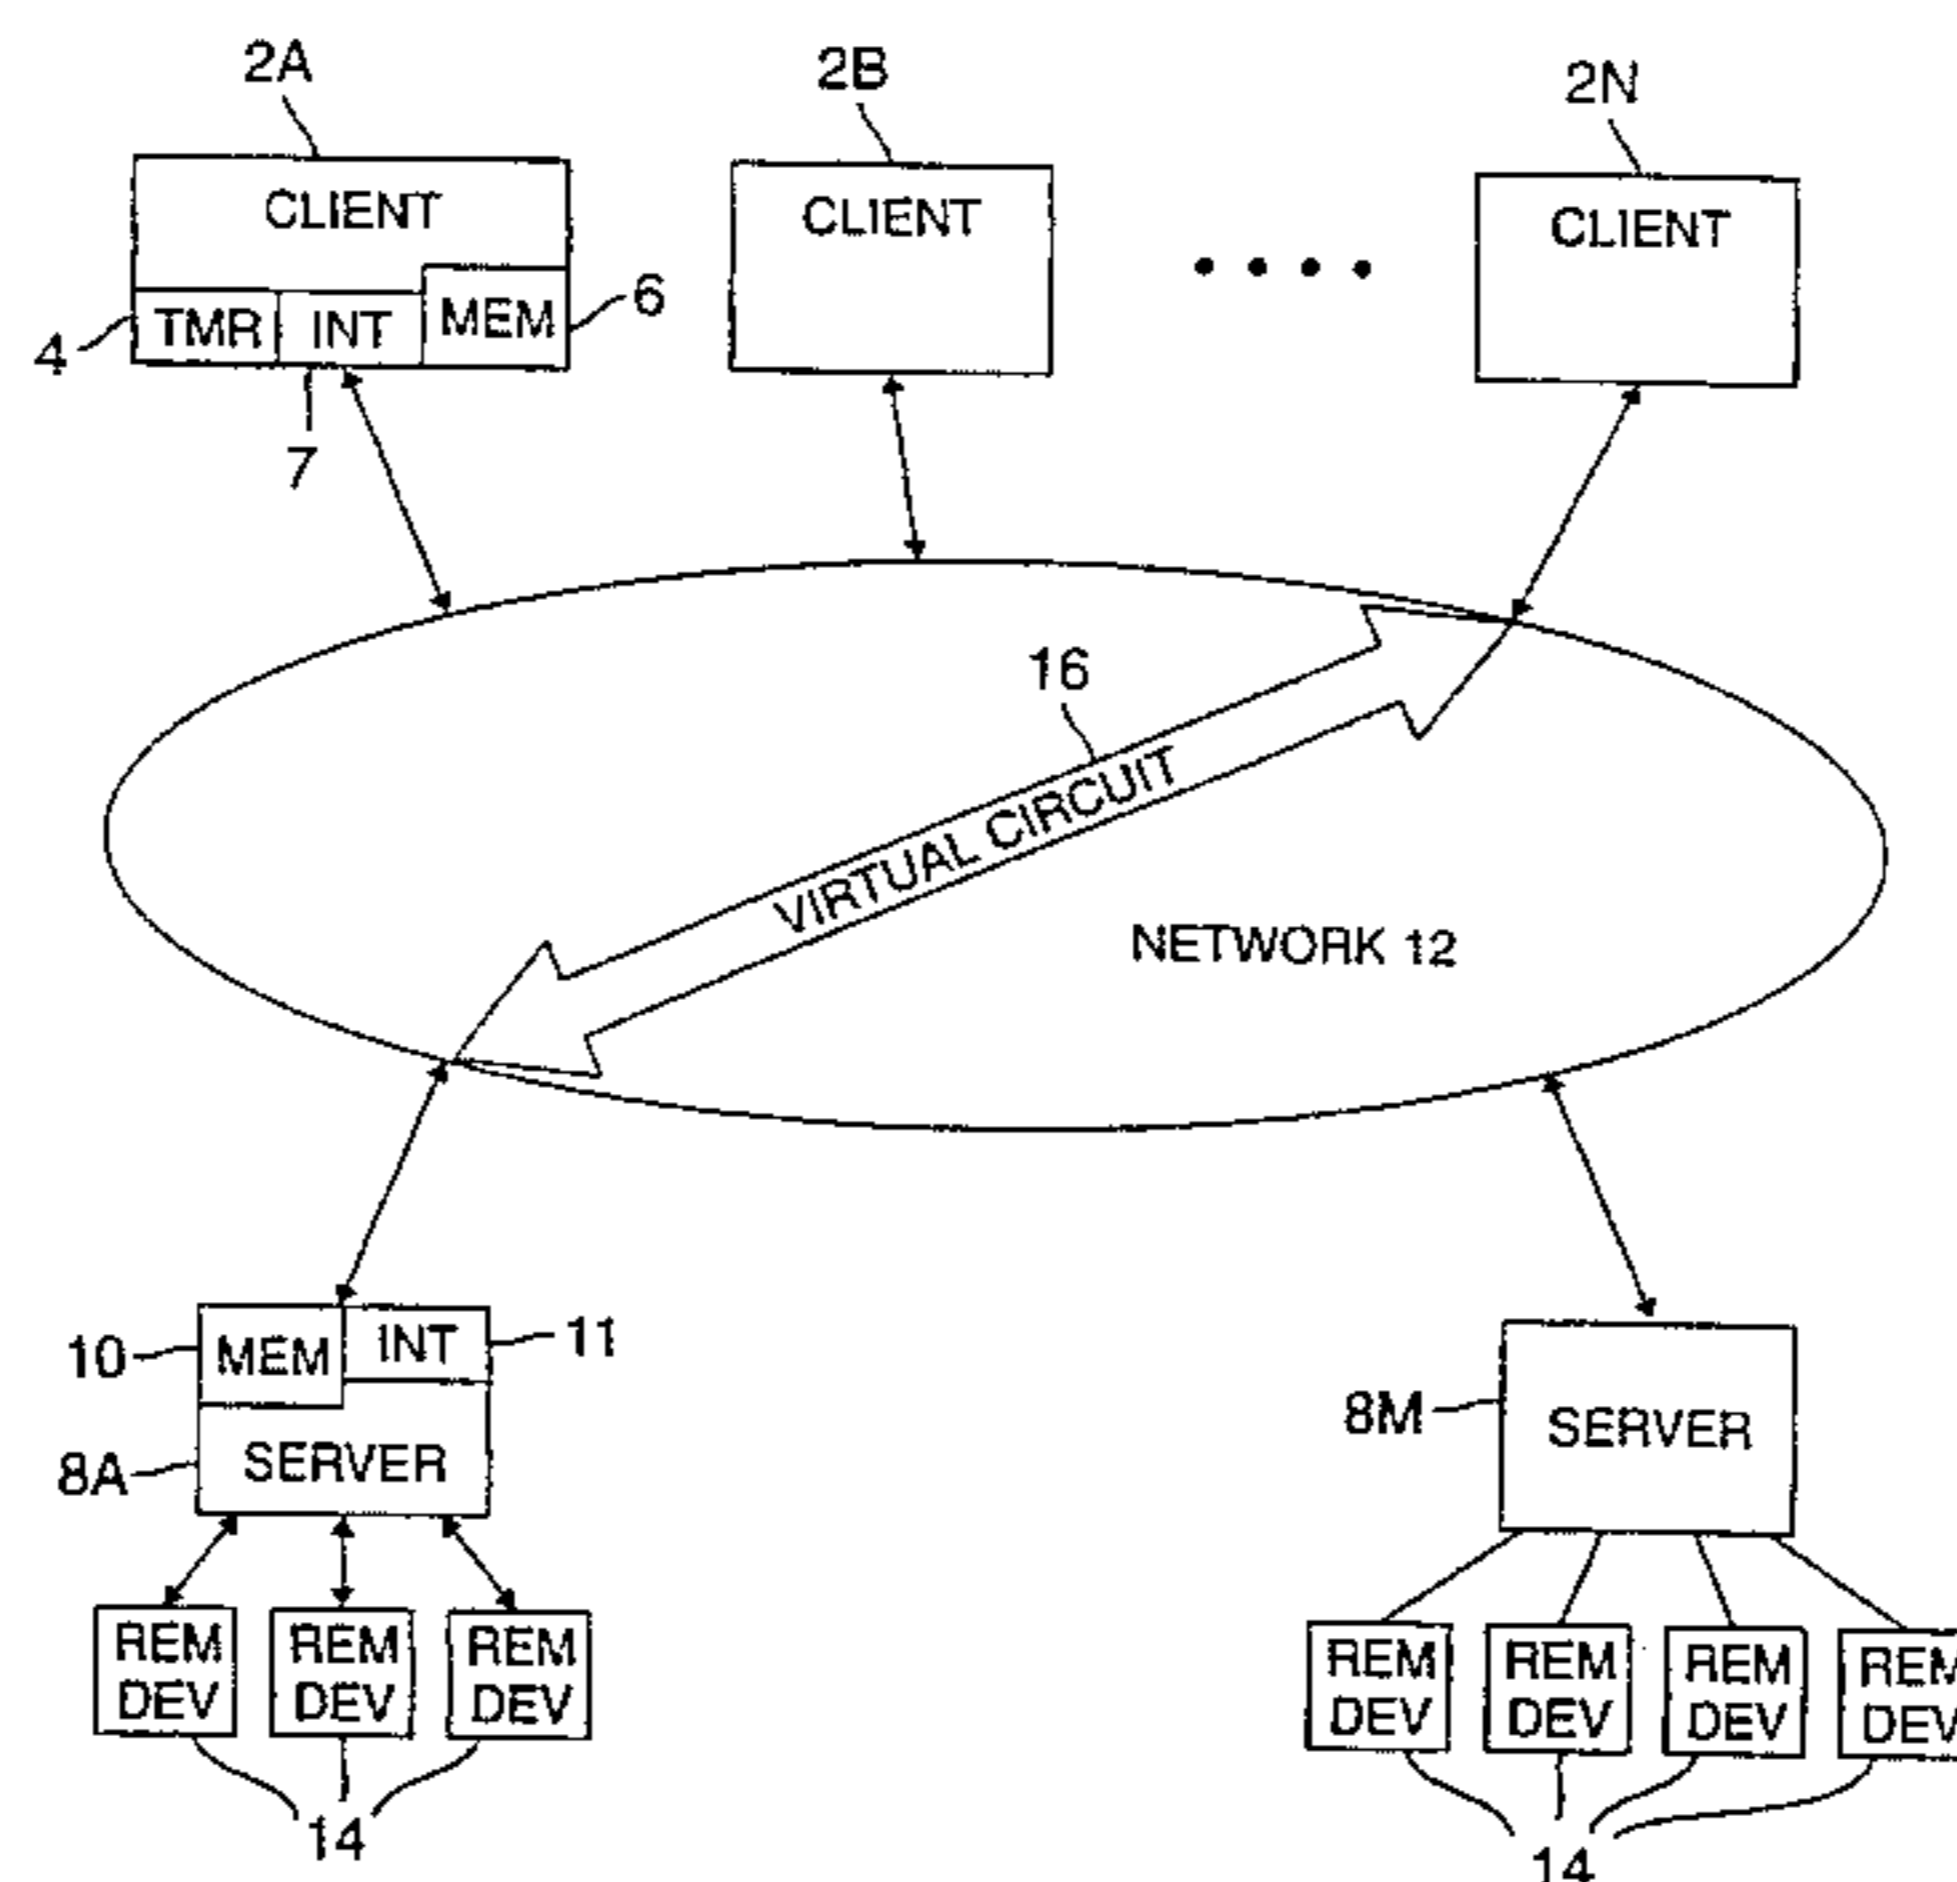 2A
2B
2N
CLIENT
CLIENT
CLIENT
4
TMR
INT
MEM
6
7
16
VIRTUAL CIRCUIT
NETWORK 12
10
MEM
INT
11
8A
SERVER
8M
SERVER
REM
DEV
REM
DEV
REM
DEV
REM
DEV
REM
DEV
REM
DEV
REM
DEV
14
14